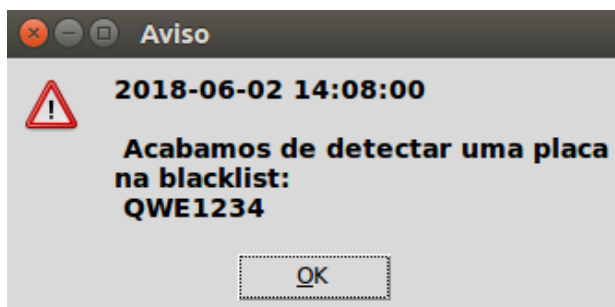 Aviso
2018-06-02 14:08:00
Acabamos de detectar uma placa
na blacklist:
QWE1234
OK